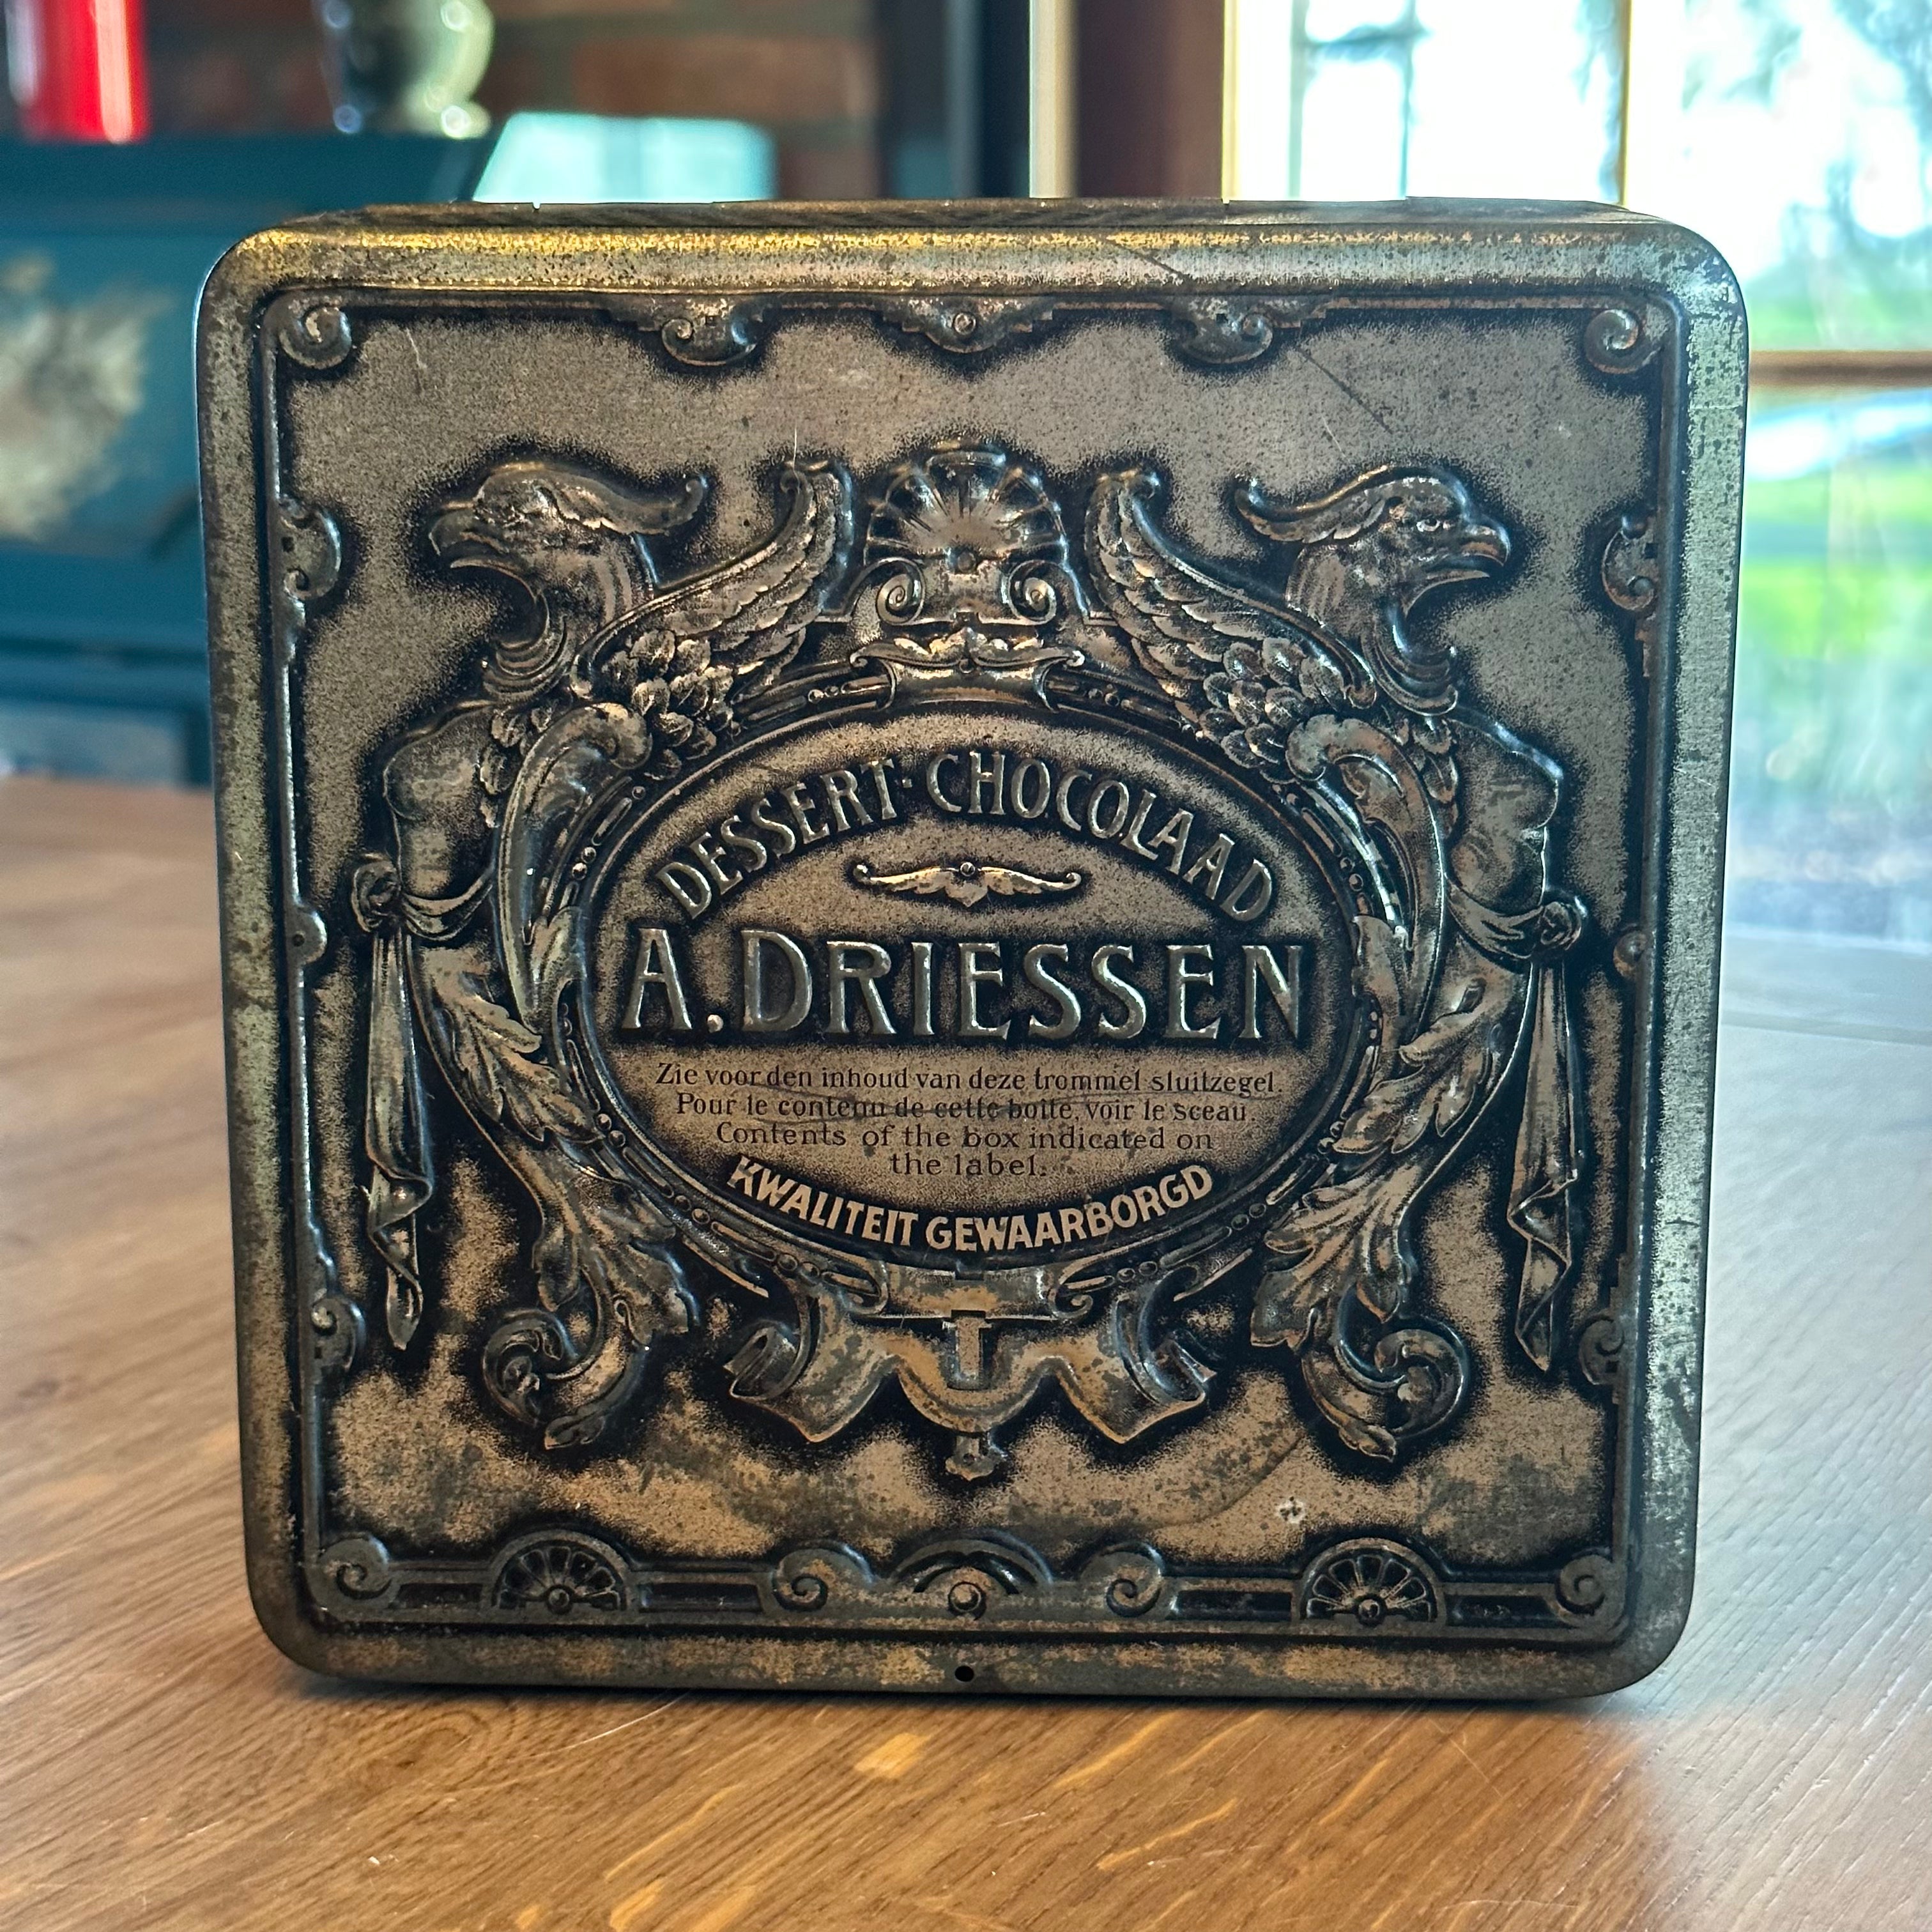 DESSERT-CHOCOLAAD
A. DRIESSEN
Zie voor den inhoud van deze trommel sluitzegel.
Pour le contenu de cette boite, voir le sceau.
Contents of the box indicated on
the label.
KWALITEIT GEWAARBORGD